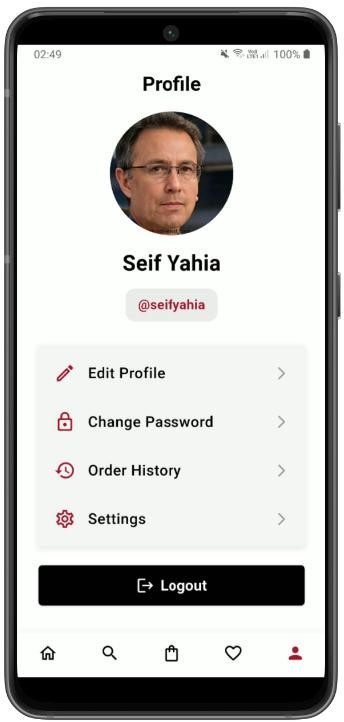 02:49 100%
Profile
Seif Yahia
@seifyahia
Edit Profile
Change Password
Order History
Settings
Logout